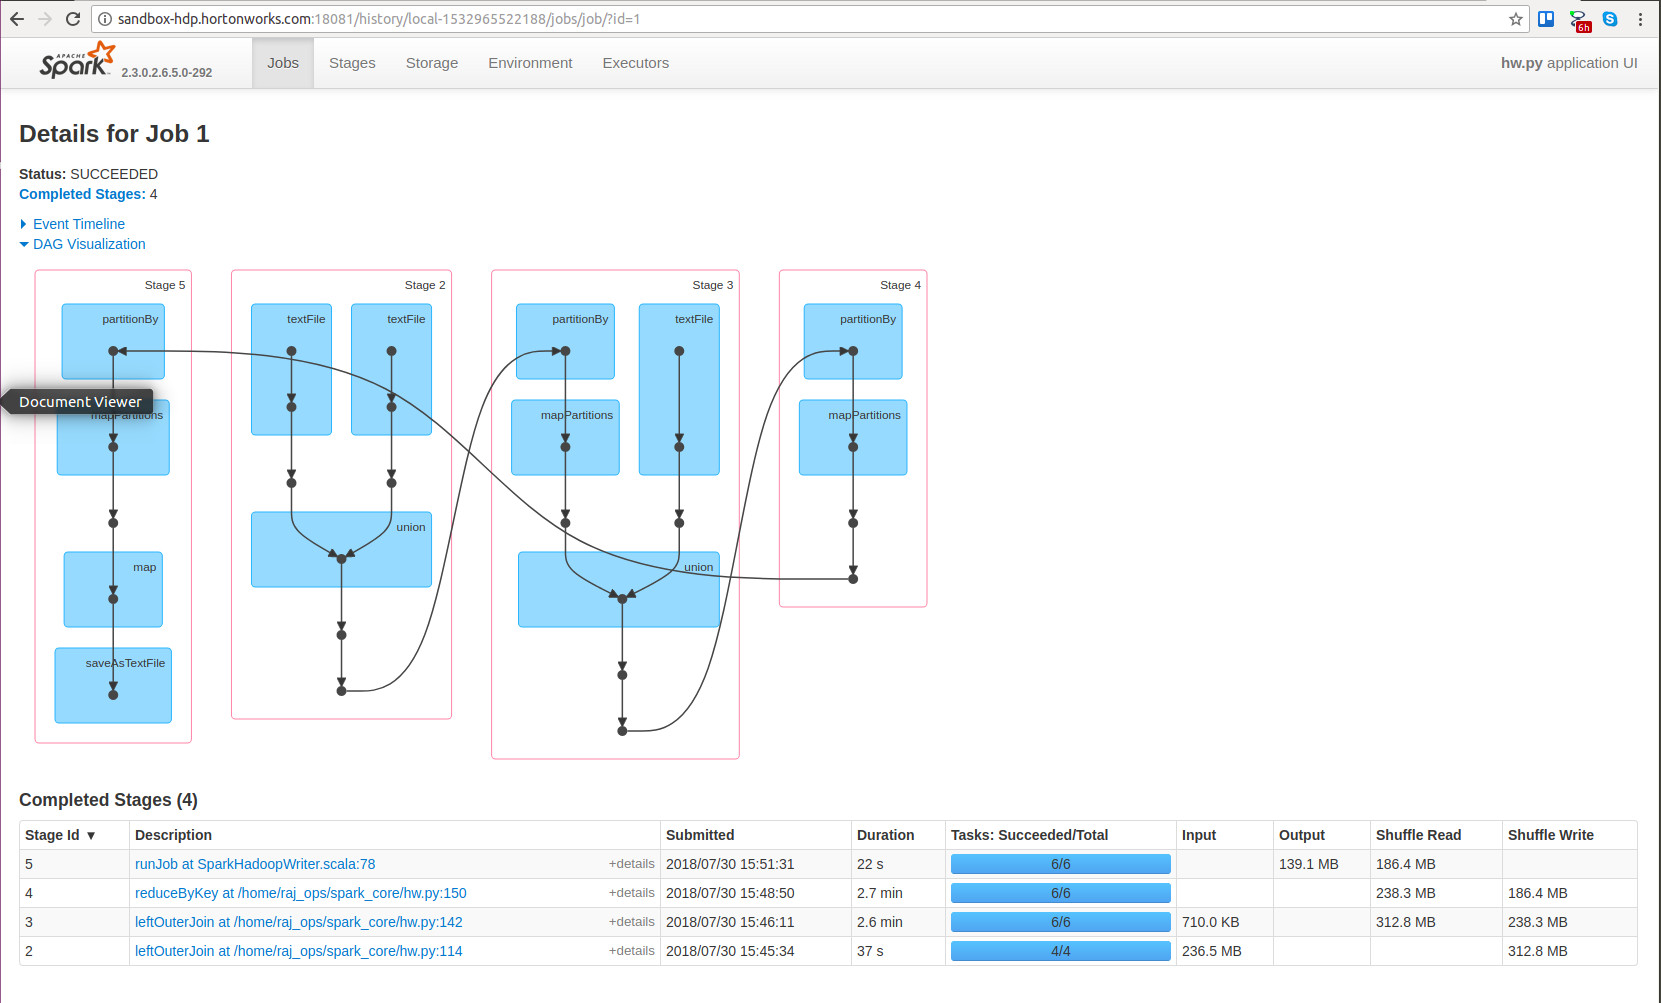 sandbox-hdp.hortonworks.com:18081/history/local-1532965522188/jobs/job/?id=1
6h
APACHE
Spark 2.3.0.2.6.5.0-292 Jobs Stages Storage Environment Executors hw.py application UI
Details for Job 1
Status: SUCCEEDED
Completed Stages: 4
Event Timeline
DAG Visualization
Stage 5 Stage 2 Stage 3 Stage 4
partitionBy textFile textFile partitionBy textFile partitionBy
Document Viewer
mapPartitions mapPartitions mapPartitions
union
map union
saveAsTextFile
Completed Stages (4)
Stage Id ▼ Description Submitted Duration Tasks: Succeeded/Total Input Output Shuffle Read Shuffle Write
5 runJob at SparkHadoopWriter.scala:78 +details 2018/07/30 15:51:31 22 s 6/6 139.1 MB 186.4 MB
4 reduceByKey at /home/raj_ops/spark_core/hw.py:150 +details 2018/07/30 15:48:50 2.7 min 6/6 238.3 MB 186.4 MB
3 leftOuterJoin at /home/raj_ops/spark_core/hw.py:142 +details 2018/07/30 15:46:11 2.6 min 6/6 710.0 KB 312.8 MB 238.3 MB
2 leftOuterJoin at /home/raj_ops/spark_core/hw.py:114 +details 2018/07/30 15:45:34 37 s 4/4 236.5 MB 312.8 MB